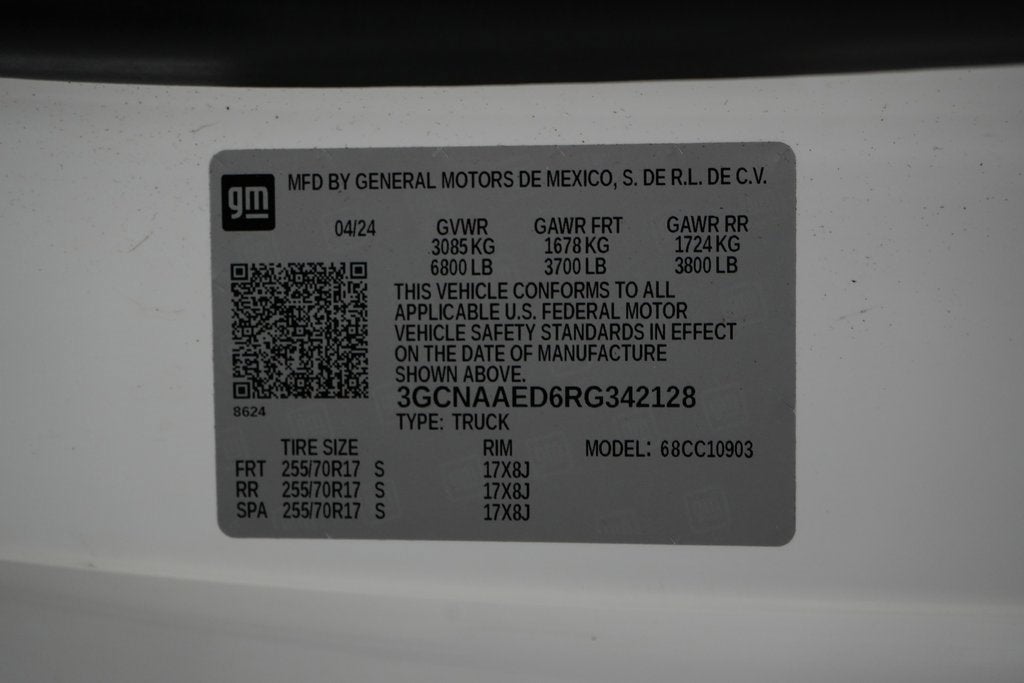 gm MFD BY GENERAL MOTORS DE MEXICO, S. DE R.L. DE C.V.
04/24 GVWR GAWR FRT GAWR RR
3085 KG 1678 KG 1724 KG
6800 LB 3700 LB 3800 LB
THIS VEHICLE CONFORMS TO ALL
APPLICABLE U.S. FEDERAL MOTOR
VEHICLE SAFETY STANDARDS IN EFFECT
ON THE DATE OF MANUFACTURE
SHOWN ABOVE.
3GCNAAED6RG342128
8624
TYPE: TRUCK
TIRE SIZE RIM MODEL: 68CC10903
FRT 255/70R17 S 17X8J
RR 255/70R17 S 17X8J
SPA 255/70R17 S 17X8J